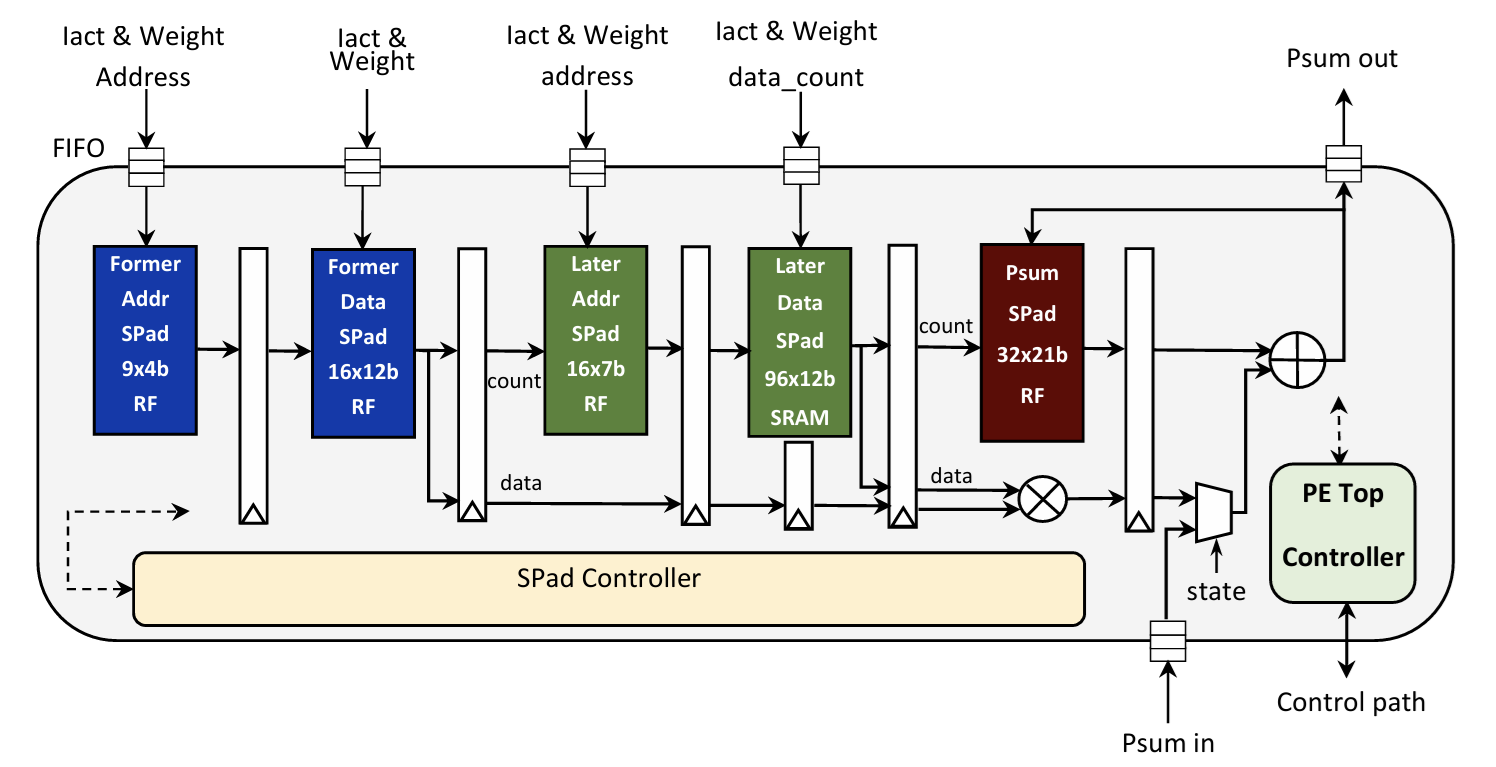 Iact & Weight
Address
Iact &
Weight
Iact & Weight
address
Iact & Weight
data_count
Psum out
FIFO
Former
Addr
SPad
9x4b
RF
Former
Data
SPad
16x12b
RF
count
Later
Addr
SPad
16x7b
RF
Later
Data
SPad
96x12b
SRAM
count
Psum
SPad
32x21b
RF
data
data
PE Top
Controller
SPad Controller
state
Control path
Psum in